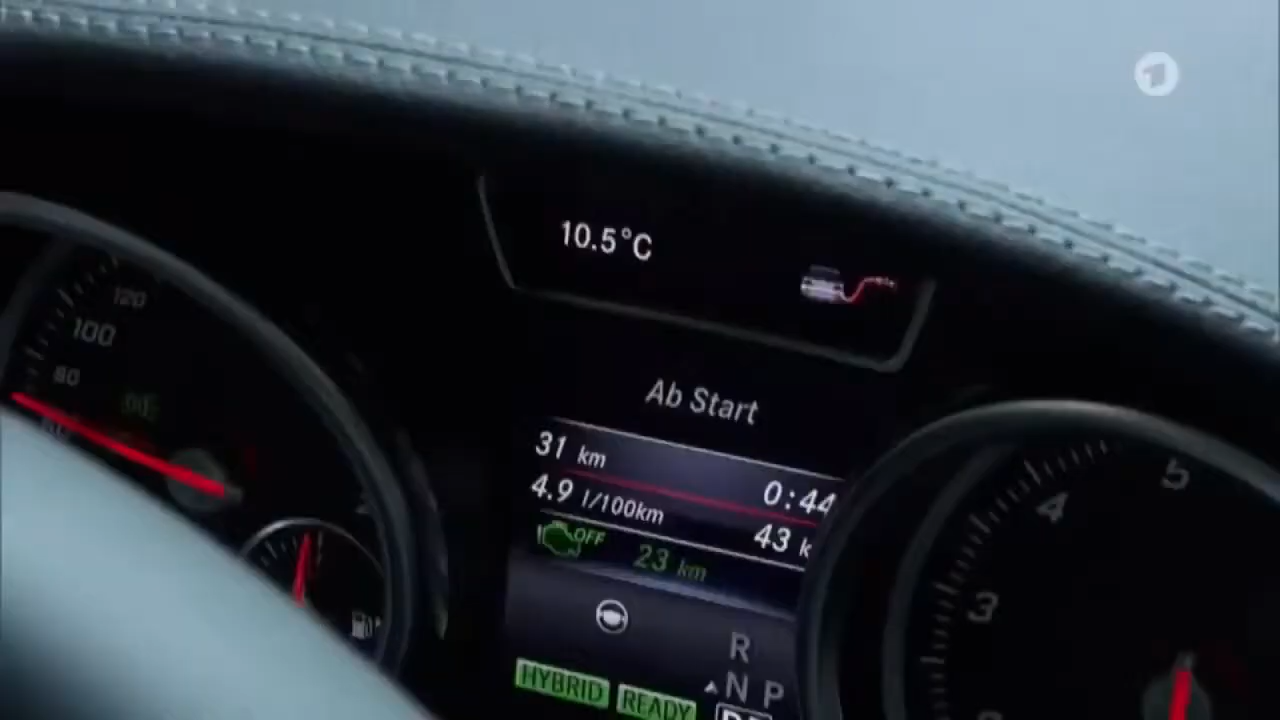 10.5°C
120
100
80
Ab Start
31 km
0:44
4.9 l/100km
43 k
OFF 23 km
5
4
3
R
N P
HYBRID READY
1